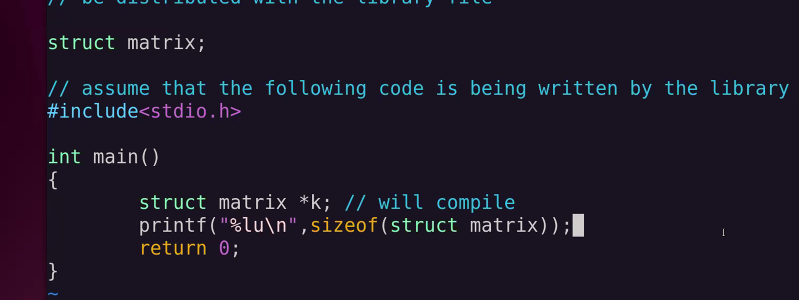 // be distributed with the library file
struct matrix;
// assume that the following code is being written by the library
#include<stdio.h>
int main()
{
struct matrix *k; // will compile
printf("%lu\n",sizeof(struct matrix));
return 0;
}
~